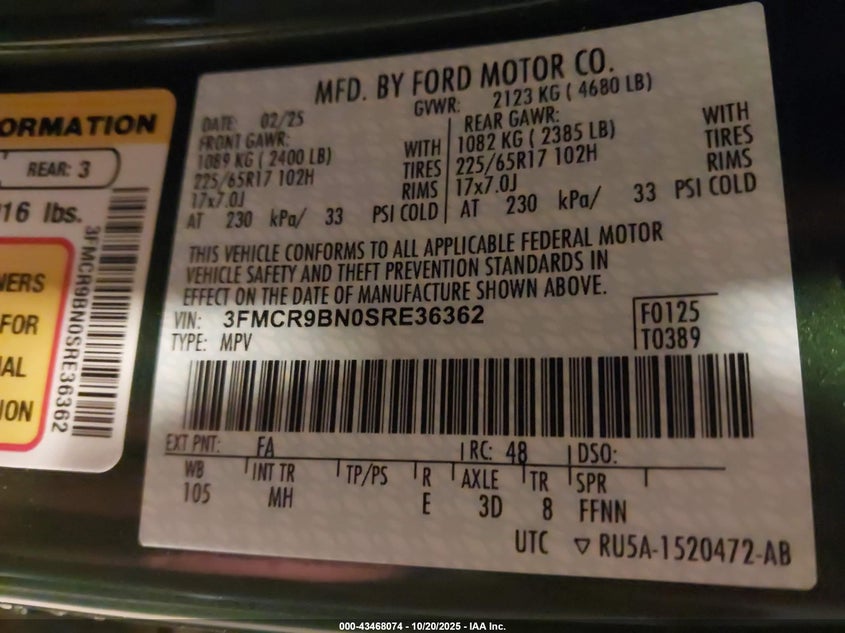 ORMATION
REAR: 3
16 lbs.
NERS
FOR
AL
ION
3FMCR9BN0SRE36362
MFD. BY FORD MOTOR CO.
DATE: 02/25 GVWR: 2123 KG ( 4680 LB)
FRONT GAWR: WITH REAR GAWR: WITH
1089 KG ( 2400 LB) TIRES 1082 KG ( 2385 LB) TIRES
225/65R17 102H RIMS 225/65R17 102H RIMS
17x7.0J 17x7.0J
AT 230 kPa/ 33 PSI COLD AT 230 kPa/ 33 PSI COLD
THIS VEHICLE CONFORMS TO ALL APPLICABLE FEDERAL MOTOR
VEHICLE SAFETY AND THEFT PREVENTION STANDARDS IN
EFFECT ON THE DATE OF MANUFACTURE SHOWN ABOVE.
VIN: 3FMCR9BN0SRE36362 F0125
TYPE: MPV T0389
EXT PNT: FA RC: 48 DSO:
WB INT TR TP/PS R AXLE TR SPR
105 MH E 3D 8 FFNN
UTC ▽ RU5A-1520472-AB
000-43468074 - 10/20/2025 - IAA Inc.